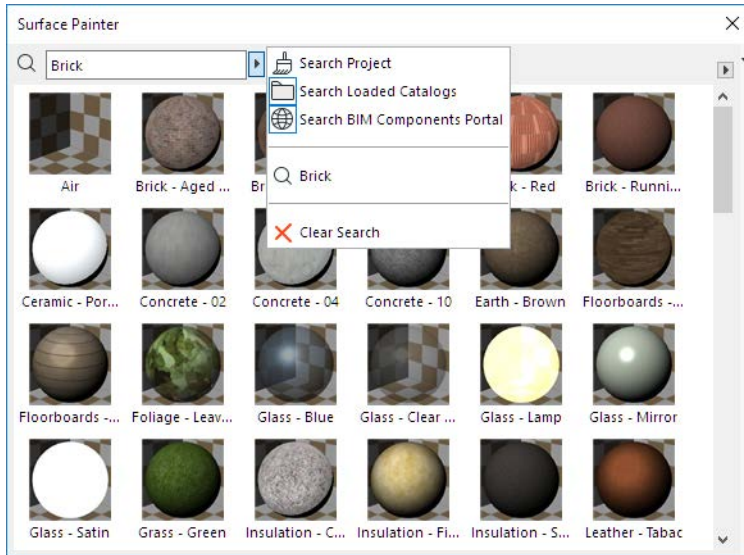 Surface Painter
Brick
Search Project
Search Loaded Catalogs
Search BIM Components Portal
Brick
Clear Search
Air
Brick - Aged ...
Br
k - Red
Brick - Runni...
Ceramic - Por...
Concrete - 02
Concrete - 04
Concrete - 10
Earth - Brown
Floorboards -...
Floorboards -...
Foliage - Leav...
Glass - Blue
Glass - Clear ...
Glass - Lamp
Glass - Mirror
Glass - Satin
Grass - Green
Insulation - C...
Insulation - Fi...
Insulation - S...
Leather - Tabac